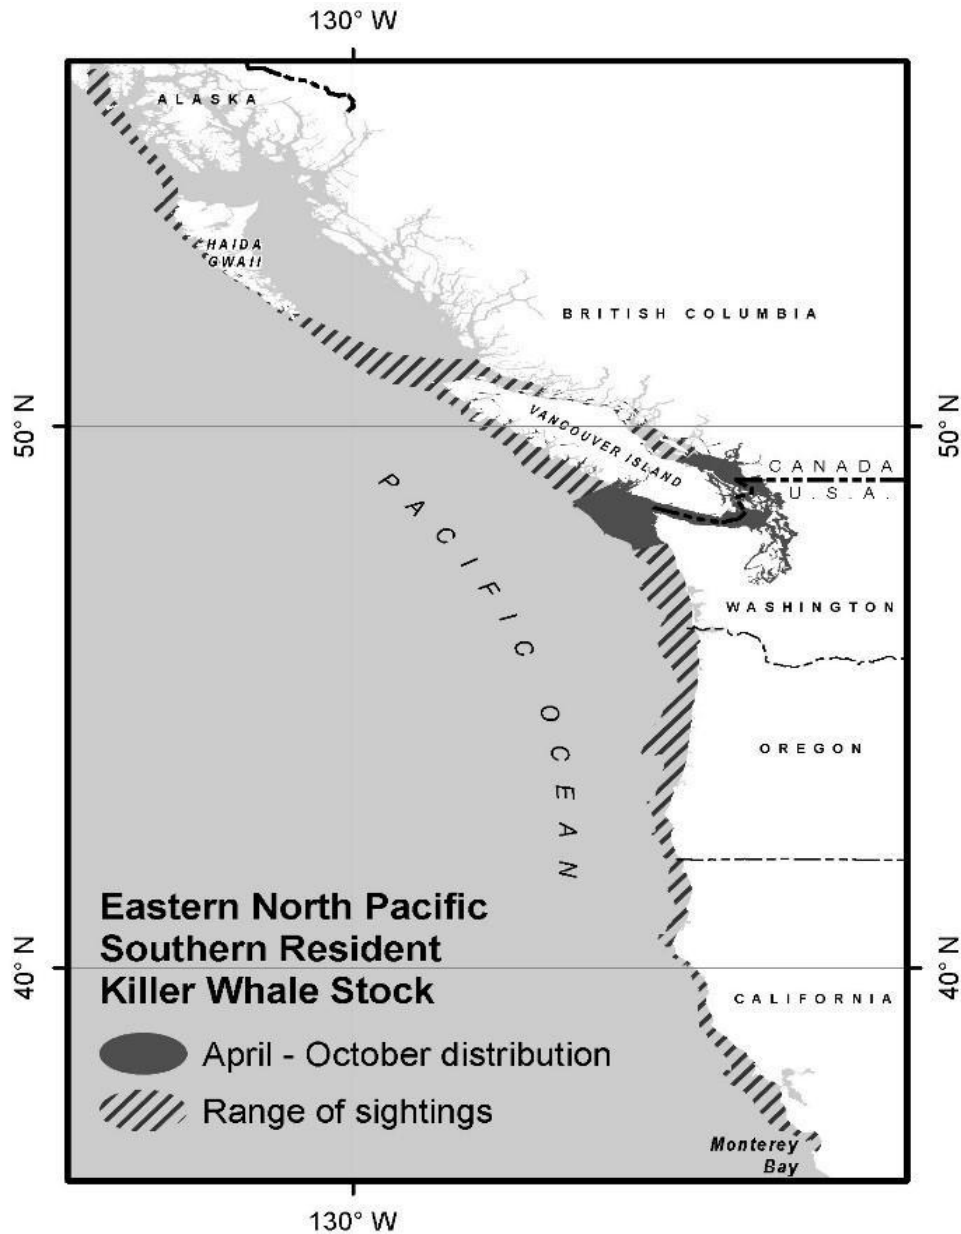 130° W
ALASKA
HAIDA
GWAII
BRITISH COLUMBIA
50° N
50° N
VANCOUVER ISLAND
CANADA
U.S.A.
PACIFIC OCEAN
WASHINGTON
OREGON
Eastern North Pacific
Southern Resident
Killer Whale Stock
40° N
40° N
CALIFORNIA
April - October distribution
Range of sightings
Monterey
Bay
130° W